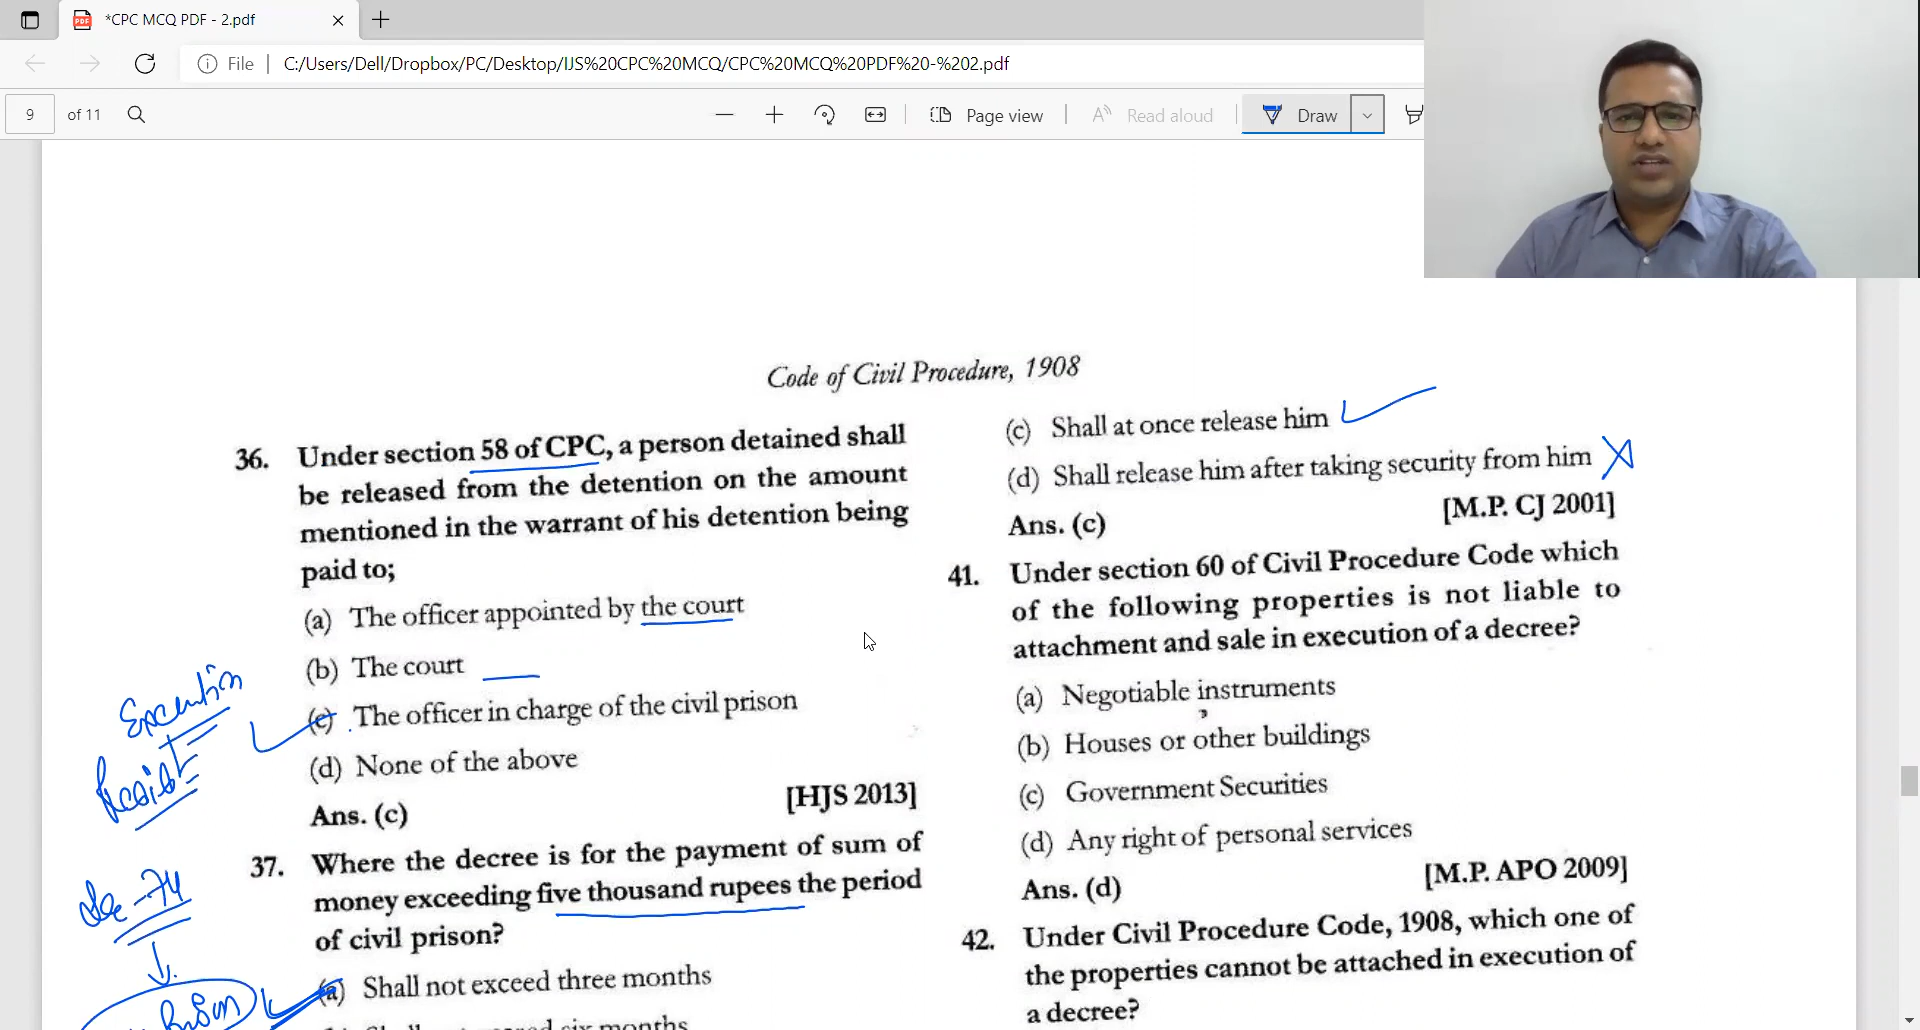 *CPC MCQ PDF - 2.pdf
File
C:/Users/Dell/Dropbox/PC/Desktop/IJS%20CPC%20MCQ/CPC%20MCQ%20PDF%20-%202.pdf
9
of 11
Page view
Read aloud
Draw
Code of Civil Procedure, 1908
36. Under section 58 of CPC, a person detained shall
be released from the detention on the amount
mentioned in the warrant of his detention being
paid to;
(a) The officer appointed by the court
(b) The court
(c) The officer in charge of the civil prison
(d) None of the above
Ans. (c)
[HJS 2013]
37. Where the decree is for the payment of sum of
money exceeding five thousand rupees the period
of civil prison?
(a) Shall not exceed three months
Execution
Resist
Sec - 74
(c) Shall at once release him
(d) Shall release him after taking security from him
[M.P. CJ 2001]
Ans. (c)
41. Under section 60 of Civil Procedure Code which
of the following properties is not liable to
attachment and sale in execution of a decree?
(a) Negotiable instruments
(b) Houses or other buildings
(c) Government Securities
(d) Any right of personal services
[M.P. APO 2009]
Ans. (d)
42. Under Civil Procedure Code, 1908, which one of
the properties cannot be attached in execution of
a decree?